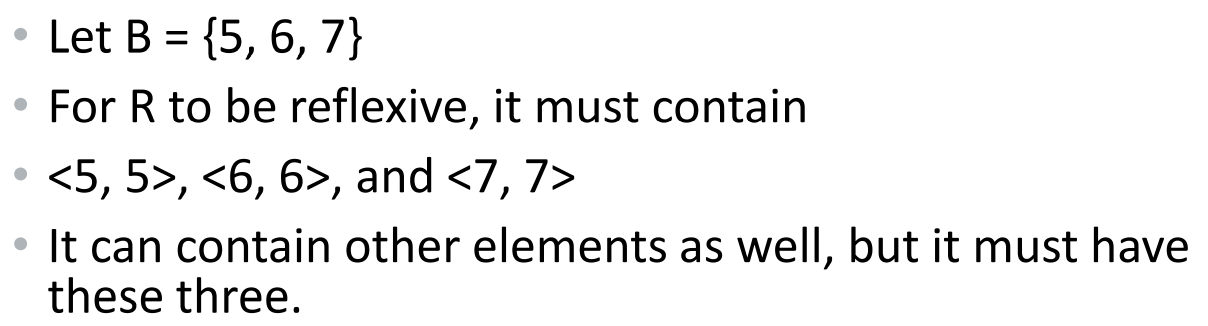 • Let B = {5, 6, 7}
• For R to be reflexive, it must contain
• <5, 5>, <6, 6>, and <7, 7>
• It can contain other elements as well, but it must have
these three.